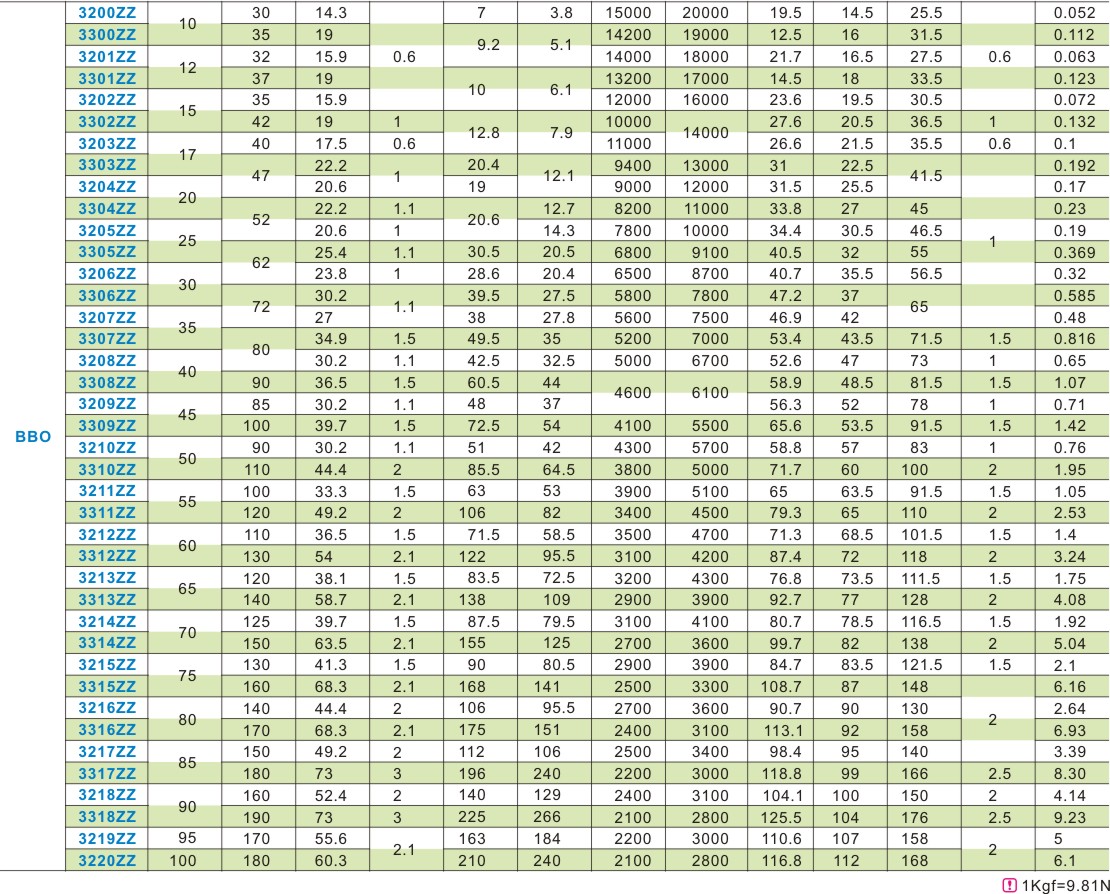 3200ZZ 10 30 14.3 7 3.8 15000 20000 19.5 14.5 25.5 0.052
3300ZZ 35 19 9.2 5.1 14200 19000 12.5 16 31.5 0.112
3201ZZ 12 32 15.9 0.6 14000 18000 21.7 16.5 27.5 0.6 0.063
3301ZZ 37 19 10 6.1 13200 17000 14.5 18 33.5 0.123
3202ZZ 15 35 15.9 12000 16000 23.6 19.5 30.5 0.072
3302ZZ 42 19 1 12.8 7.9 10000 14000 27.6 20.5 36.5 1 0.132
3203ZZ 17 40 17.5 0.6 11000 26.6 21.5 35.5 0.6 0.1
3303ZZ 47 22.2 1 20.4 12.1 9400 13000 31 22.5 41.5 0.192
3204ZZ 20 20.6 19 9000 12000 31.5 25.5 0.17
3304ZZ 52 22.2 1.1 20.6 12.7 8200 11000 33.8 27 45 0.23
3205ZZ 25 20.6 1 14.3 7800 10000 34.4 30.5 46.5 1 0.19
3305ZZ 62 25.4 1.1 30.5 20.5 6800 9100 40.5 32 55 0.369
3206ZZ 30 23.8 1 28.6 20.4 6500 8700 40.7 35.5 56.5 0.32
3306ZZ 72 30.2 1.1 39.5 27.5 5800 7800 47.2 37 65 0.585
3207ZZ 35 27 38 27.8 5600 7500 46.9 42 0.48
3307ZZ 80 34.9 1.5 49.5 35 5200 7000 53.4 43.5 71.5 1.5 0.816
3208ZZ 40 30.2 1.1 42.5 32.5 5000 6700 52.6 47 73 1 0.65
3308ZZ 90 36.5 1.5 60.5 44 4600 6100 58.9 48.5 81.5 1.5 1.07
3209ZZ 45 85 30.2 1.1 48 37 56.3 52 78 1 0.71
BBO 3309ZZ 100 39.7 1.5 72.5 54 4100 5500 65.6 53.5 91.5 1.5 1.42
3210ZZ 50 90 30.2 1.1 51 42 4300 5700 58.8 57 83 1 0.76
3310ZZ 110 44.4 2 85.5 64.5 3800 5000 71.7 60 100 2 1.95
3211ZZ 55 100 33.3 1.5 63 53 3900 5100 65 63.5 91.5 1.5 1.05
3311ZZ 120 49.2 2 106 82 3400 4500 79.3 65 110 2 2.53
3212ZZ 60 110 36.5 1.5 71.5 58.5 3500 4700 71.3 68.5 101.5 1.5 1.4
3312ZZ 130 54 2.1 122 95.5 3100 4200 87.4 72 118 2 3.24
3213ZZ 65 120 38.1 1.5 83.5 72.5 3200 4300 76.8 73.5 111.5 1.5 1.75
3313ZZ 140 58.7 2.1 138 109 2900 3900 92.7 77 128 2 4.08
3214ZZ 70 125 39.7 1.5 87.5 79.5 3100 4100 80.7 78.5 116.5 1.5 1.92
3314ZZ 150 63.5 2.1 155 125 2700 3600 99.7 82 138 2 5.04
3215ZZ 75 130 41.3 1.5 90 80.5 2900 3900 84.7 83.5 121.5 1.5 2.1
3315ZZ 160 68.3 2.1 168 141 2500 3300 108.7 87 148 6.16
3216ZZ 80 140 44.4 2 106 95.5 2700 3600 90.7 90 130 2 2.64
3316ZZ 170 68.3 2.1 175 151 2400 3100 113.1 92 158 6.93
3217ZZ 85 150 49.2 2 112 106 2500 3400 98.4 95 140 3.39
3317ZZ 180 73 3 196 240 2200 3000 118.8 99 166 2.5 8.30
3218ZZ 90 160 52.4 2 140 129 2400 3100 104.1 100 150 2 4.14
3318ZZ 190 73 3 225 266 2100 2800 125.5 104 176 2.5 9.23
3219ZZ 95 170 55.6 2.1 163 184 2200 3000 110.6 107 158 2 5
3220ZZ 100 180 60.3 210 240 2100 2800 116.8 112 168 6.1
! 1Kgf=9.81N